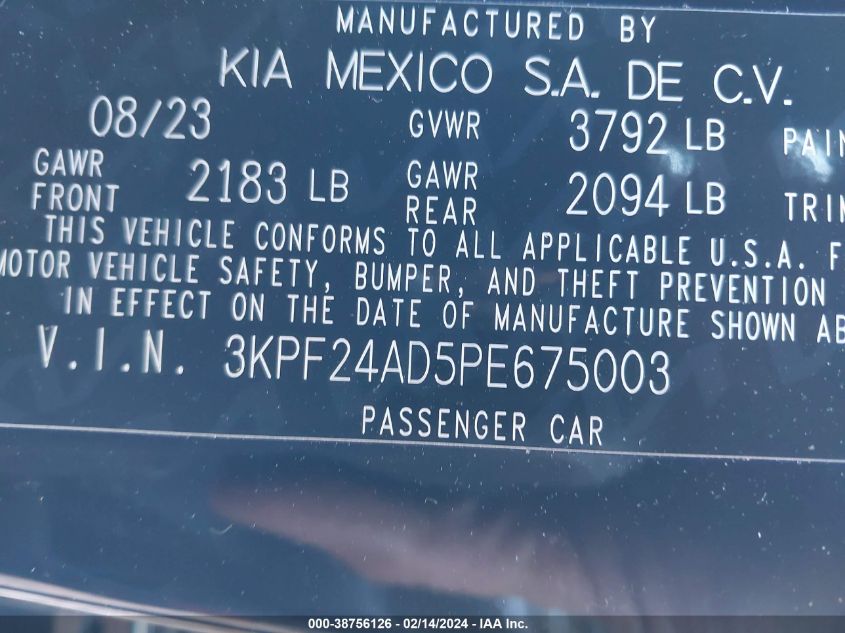 MANUFACTURED BY
KIA MEXICO S.A. DE C.V.
08/23 GVWR 3792 LB
GAWR FRONT 2183 LB GAWR REAR 2094 LB
THIS VEHICLE CONFORMS TO ALL APPLICABLE U.S.A. F
MOTOR VEHICLE SAFETY, BUMPER, AND THEFT PREVENTION
IN EFFECT ON THE DATE OF MANUFACTURE SHOWN AB
V.I.N. 3KPF24AD5PE675003
PASSENGER CAR
000-38756126 - 02/14/2024 - IAA Inc.